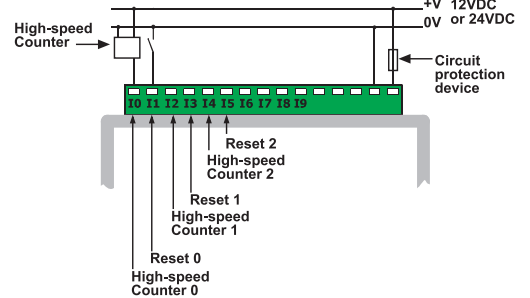 +V 12VDC
or 24VDC
0V
High-speed
Counter
Circuit
protection
device
I0 I1 I2 I3 I4 I5 I6 I7 I8 I9
Reset 2
High-speed
Counter 2
Reset 1
High-speed
Counter 1
Reset 0
High-speed
Counter 0